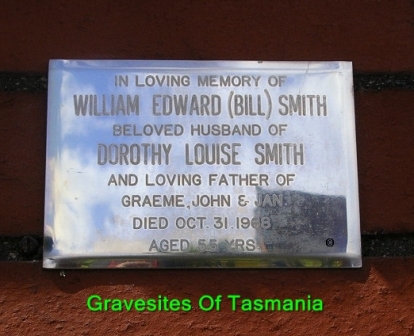 IN LOVING MEMORY OF
WILLIAM EDWARD (BILL) SMITH
BELOVED HUSBAND OF
DOROTHY LOUISE SMITH
AND LOVING FATHER OF
GRAEME, JOHN & JAN.
DIED OCT. 31.1968
AGED 55 YRS.
Gravesites Of Tasmania